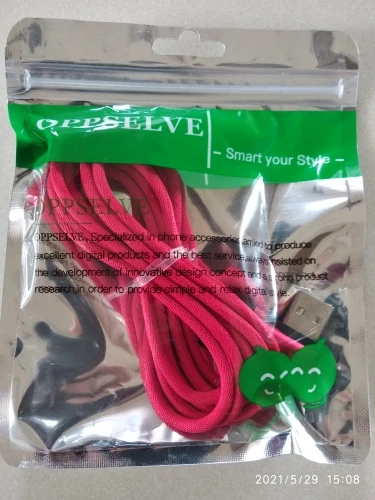 OPPSELVE
– Smart your Style –
OPPSELVE
OPPSELVE, Specialized in phone accessories aimed to produce
excellent digital products and the best service, always insisted on
the development of innovative design concept and a strong product
research, in order to provide simple and relax digital style.
2021/5/29 15:08